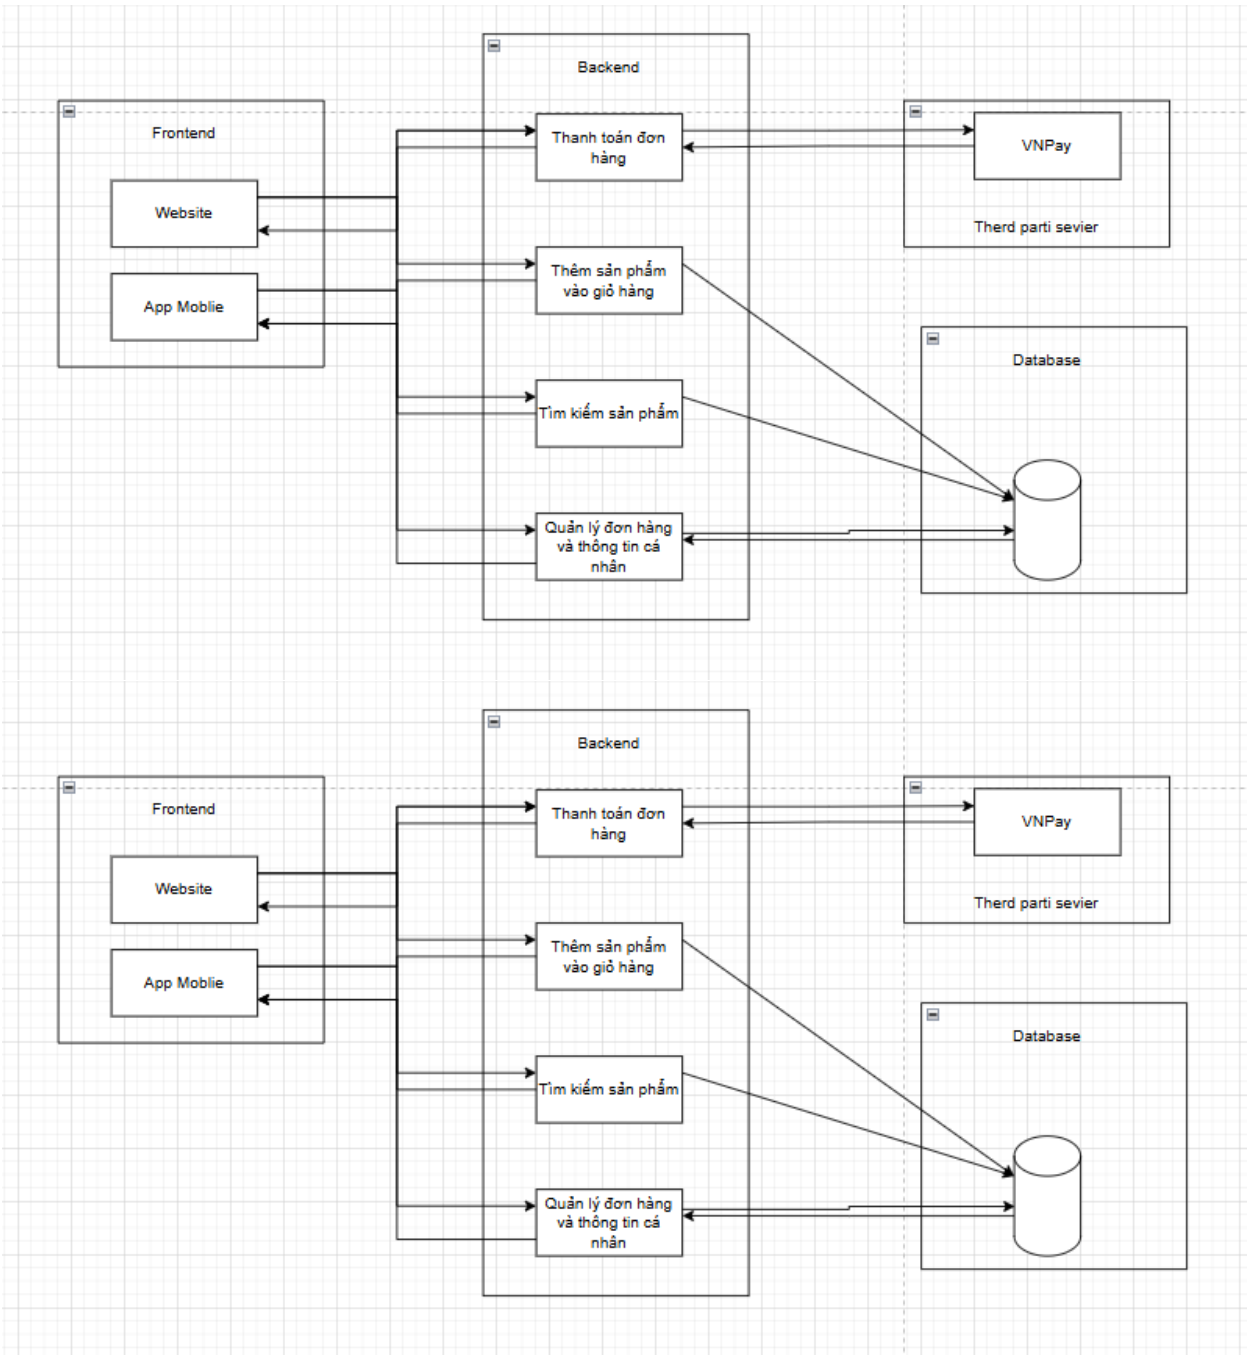 Backend
Frontend
Thanh toán đơn
hàng
VNPay
Website
Therd parti sevier
Thêm sản phẩm
vào giỏ hàng
App Moblie
Database
Tìm kiếm sản phẩm
Quản lý đơn hàng
và thông tin cá
nhân
Backend
Frontend
Thanh toán đơn
hàng
VNPay
Website
Therd parti sevier
Thêm sản phẩm
vào giỏ hàng
App Moblie
Database
Tìm kiếm sản phẩm
Quản lý đơn hàng
và thông tin cá
nhân